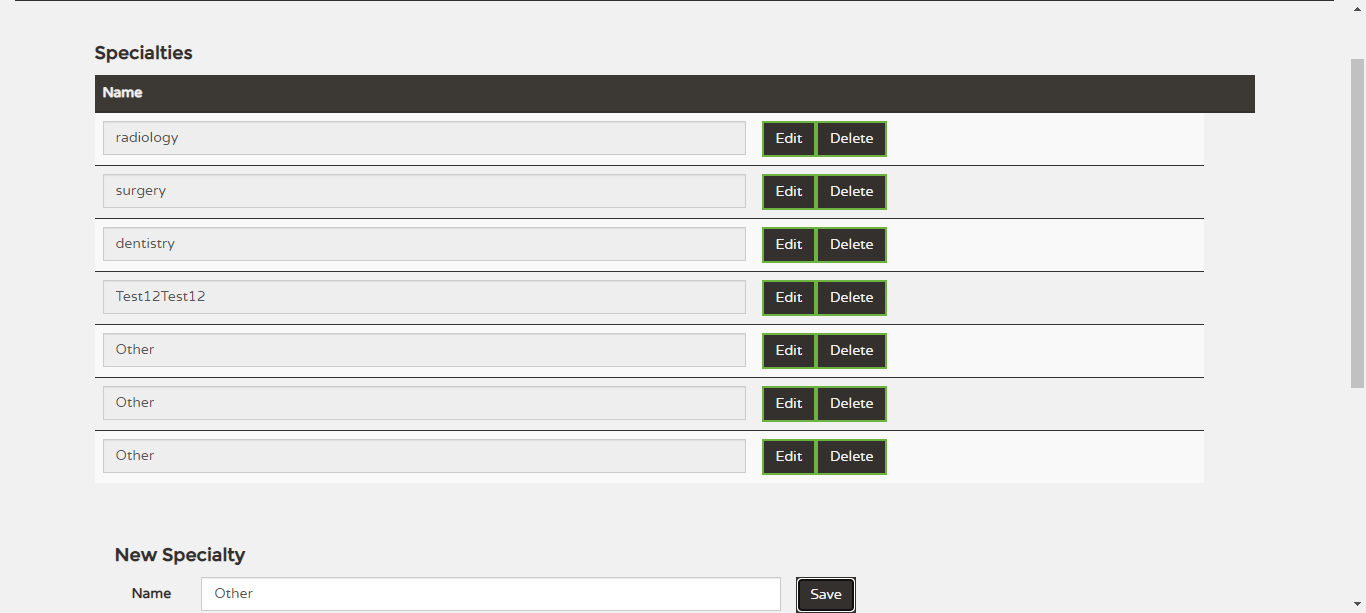 Specialties
Name
radiology Edit Delete
surgery Edit Delete
dentistry Edit Delete
Test12Test12 Edit Delete
Other Edit Delete
Other Edit Delete
Other Edit Delete
New Specialty
Name Other Save